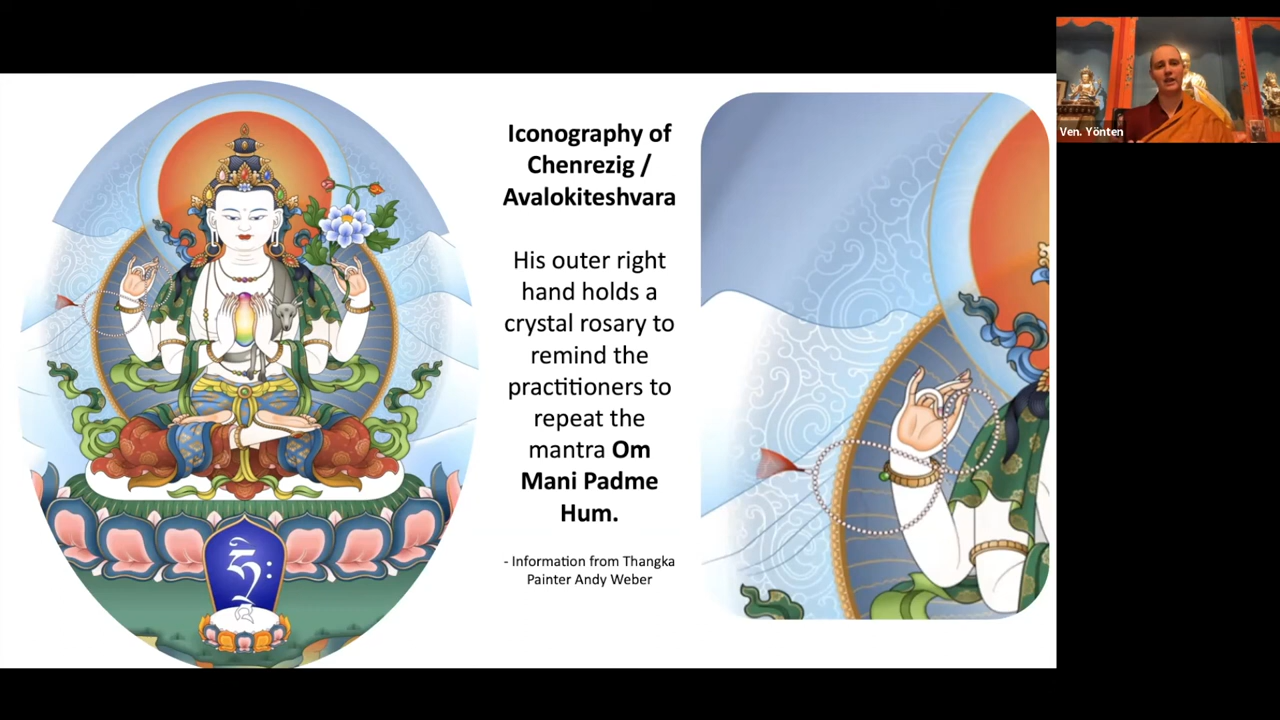 Iconography of
Chenrezig /
Avalokiteshvara
His outer right
hand holds a
crystal rosary to
remind the
practitioners to
repeat the
mantra Om
Mani Padme
Hum.
- Information from Thangka
Painter Andy Weber
Ven. Yönten
ཧྲཱིཿ